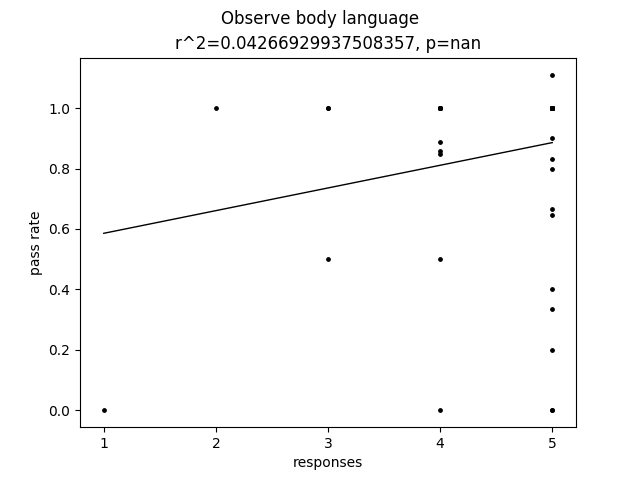 Observe body language
r^2=0.04266929937508357, p=nan
pass rate
1.0
0.8
0.6
0.4
0.2
0.0
1 2 3 4 5
responses